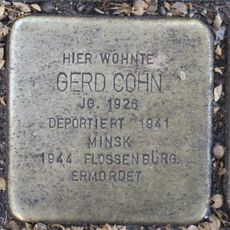 HIER WOHNTE
GERD COHN
JG. 1926
DEPORTIERT 1941
MINSK
1944 FLOSSENBÜRG
ERMORDET